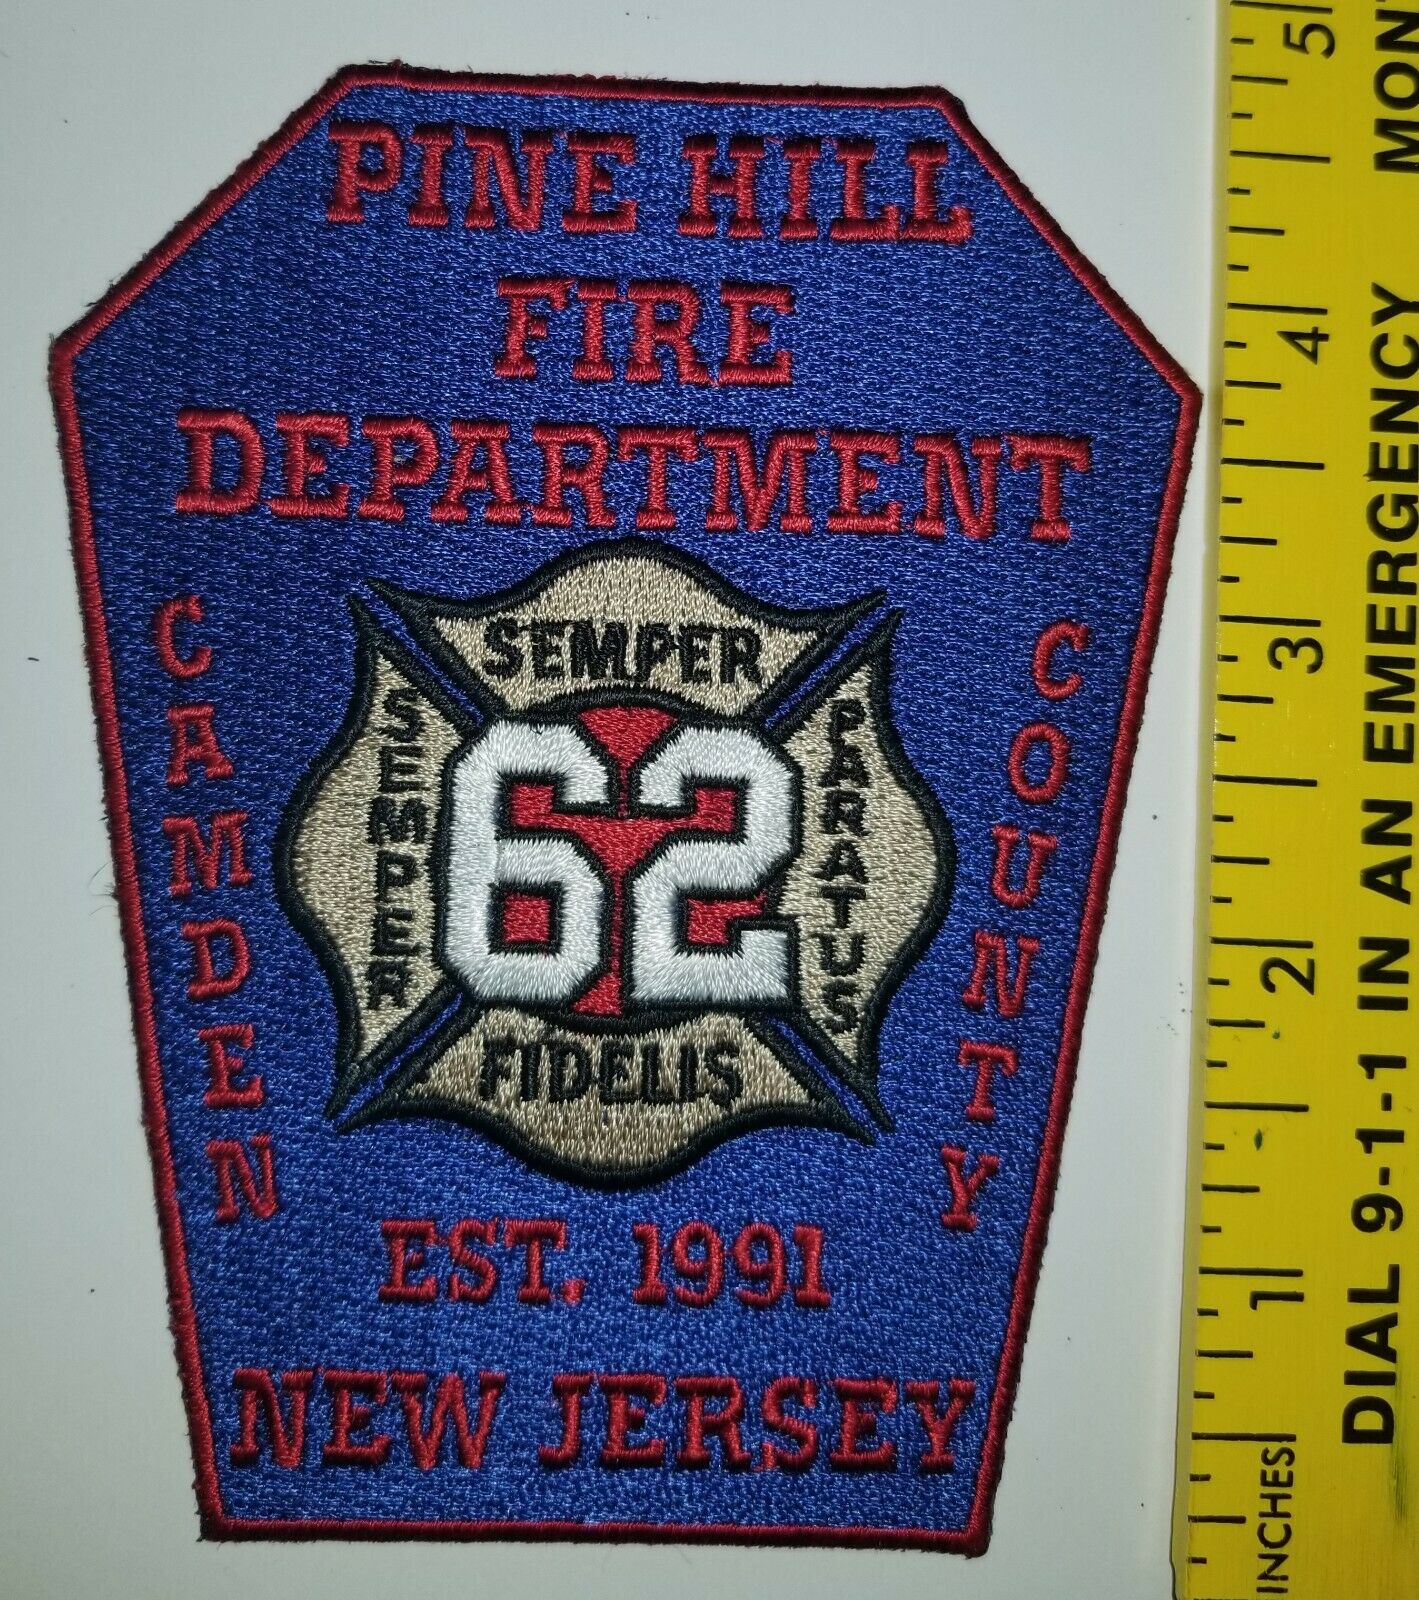 PINE HILL
FIRE
DEPARTMENT
CAMDEN
COUNTY
SEMPER
SEMPER
62
PARATUS
FIDELIS
EST. 1991
NEW JERSEY
INCHES 1 2 3 4 5
DIAL 9-1-1 IN AN EMERGENCY